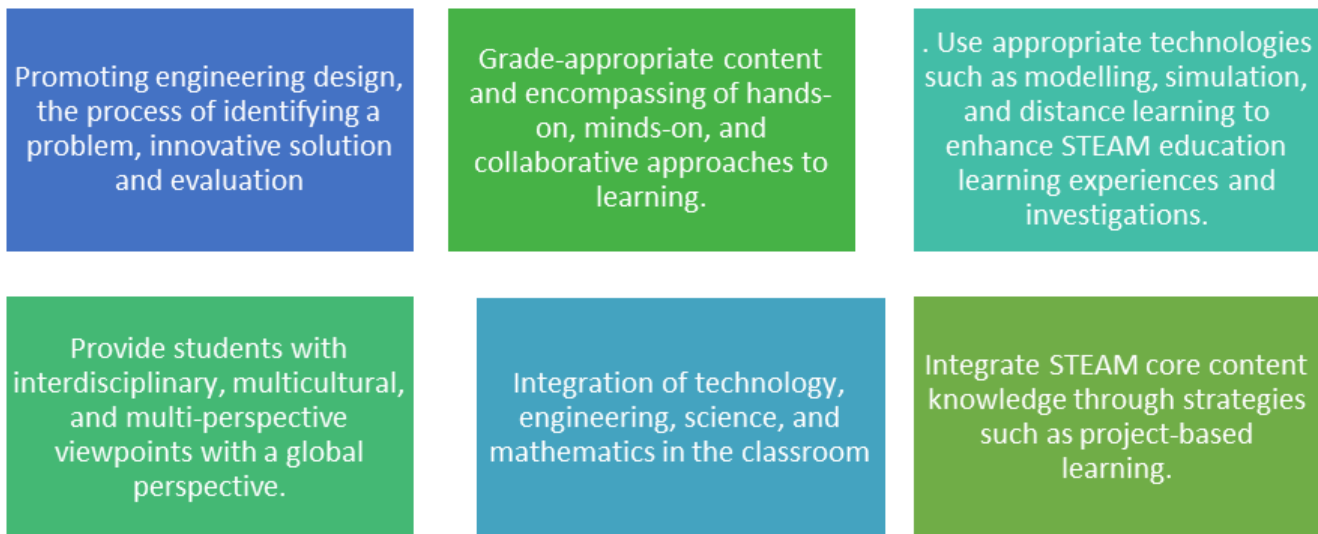 Promoting engineering design,
the process of identifying a
problem, innovative solution
and evaluation
Grade-appropriate content
and encompassing of hands-
on, minds-on, and
collaborative approaches to
learning.
. Use appropriate technologies
such as modelling, simulation,
and distance learning to
enhance STEAM education
learning experiences and
investigations.
Provide students with
interdisciplinary, multicultural,
and multi-perspective
viewpoints with a global
perspective.
Integration of technology,
engineering, science, and
mathematics in the classroom
Integrate STEAM core content
knowledge through strategies
such as project-based
learning.